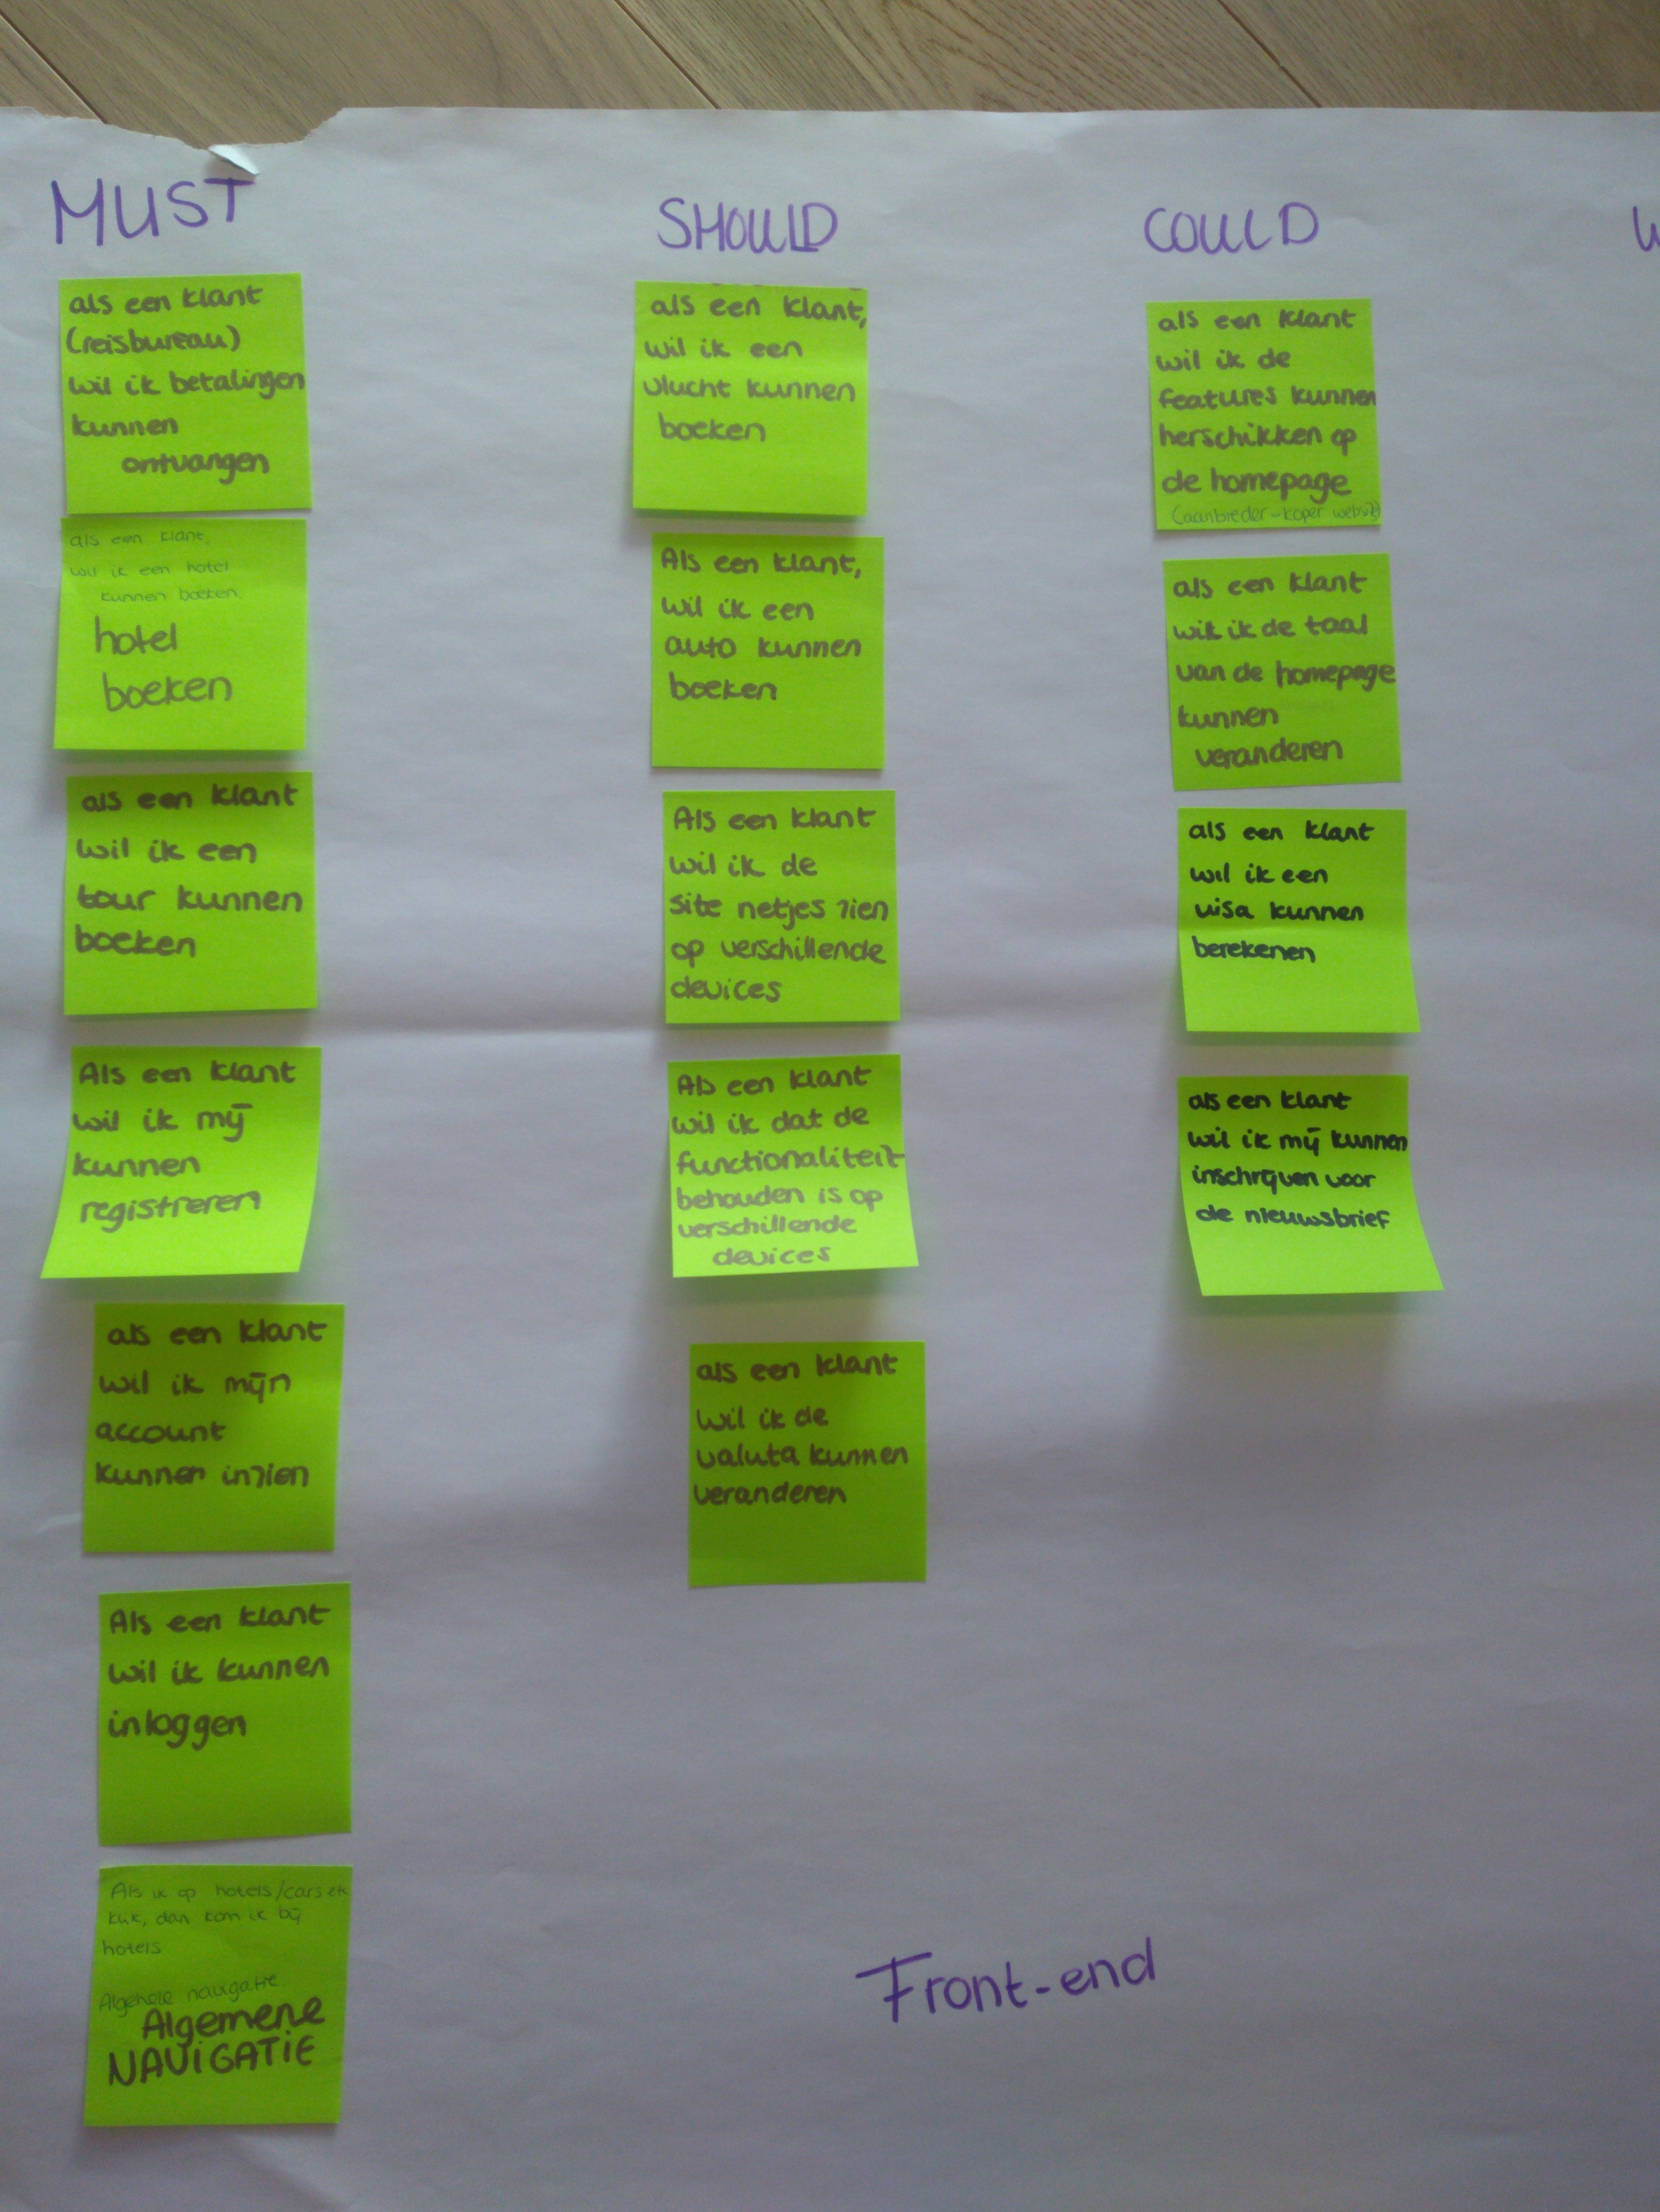 MUST
als een klant
(reisbureau)
wil ik betalingen
kunnen
ontvangen
als een klant,
wil ik een hotel
kunnen boeken.
hotel
boeken
als een klant
wil ik een
tour kunnen
boeken
Als een klant
wil ik mij
kunnen
registreren
als een klant
wil ik mijn
account
kunnen inzien
Als een klant
wil ik kunnen
inloggen
Als ik op hotels/cars etc
klik, dan kom ik bij
hotels
Algehele navigatie
Algemene
NAVIGATIE
SHOULD
als een klant,
wil ik een
vlucht kunnen
boeken
Als een klant,
wil ik een
auto kunnen
boeken
Als een klant
wil ik de
site netjes zien
op verschillende
devices
Als een klant
wil ik dat de
functionaliteit
behouden is op
verschillende
devices
als een klant
wil ik de
valuta kunnen
veranderen
COULD
als een klant
wil ik de
features kunnen
herschikken op
de homepage
(aanbieder-koper website)
als een klant
wil ik de taal
van de homepage
kunnen
veranderen
als een klant
wil ik een
visa kunnen
berekenen
als een klant
wil ik mij kunnen
inschrijven voor
de nieuwsbrief
W
Front-end